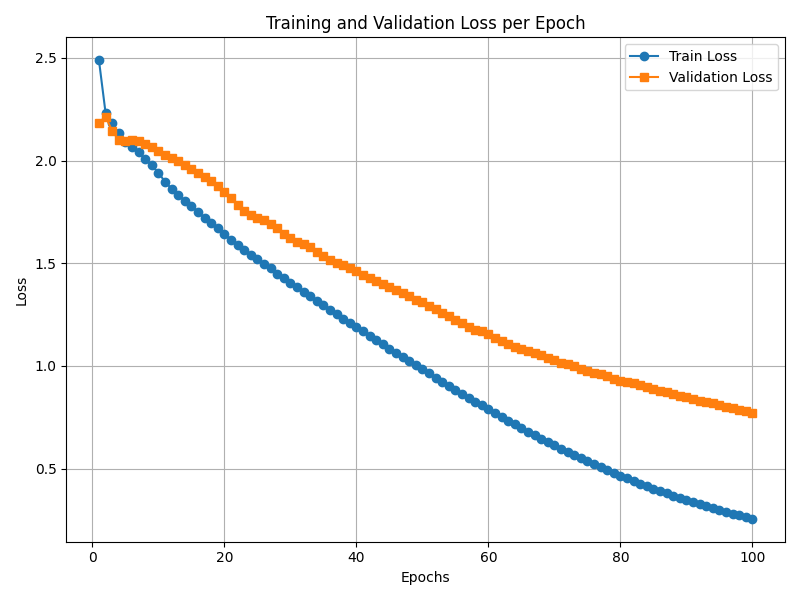 Training and Validation Loss per Epoch
Train Loss
Validation Loss
2.5
2.0
1.5
1.0
0.5
Loss
0 20 40 60 80 100
Epochs